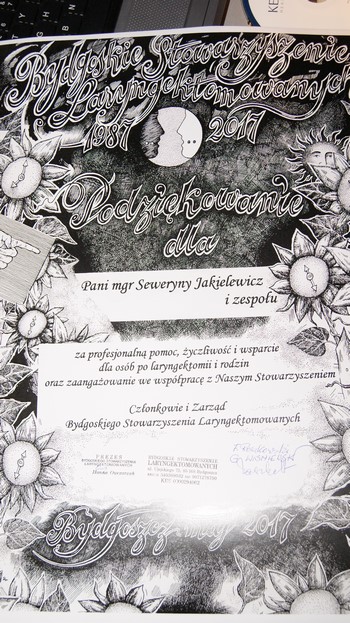 Bydgoskie Stowarzyszenie
Laryngektomowanych
1987 2017
Podziękowanie
dla
Pani mgr Seweryny Jakielewicz
i zespołu
za profesjonalną pomoc, życzliwość i wsparcie
dla osób po laryngektomii i rodzin
oraz zaangażowanie we współpracę z Naszym Stowarzyszeniem
Członkowie i Zarząd
Bydgoskiego Stowarzyszenia Laryngektomowanych
PREZES
BYDGOSKIE STOWARZYSZENIE
LARYNGEKTOMOWANYCH
Bydgoszcz maj 2017